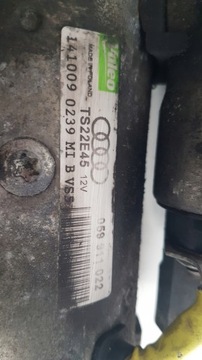 Valeo
MADE IN POLAND
TS22E45 12V
141009 0239 MI B VSS
059 911 022